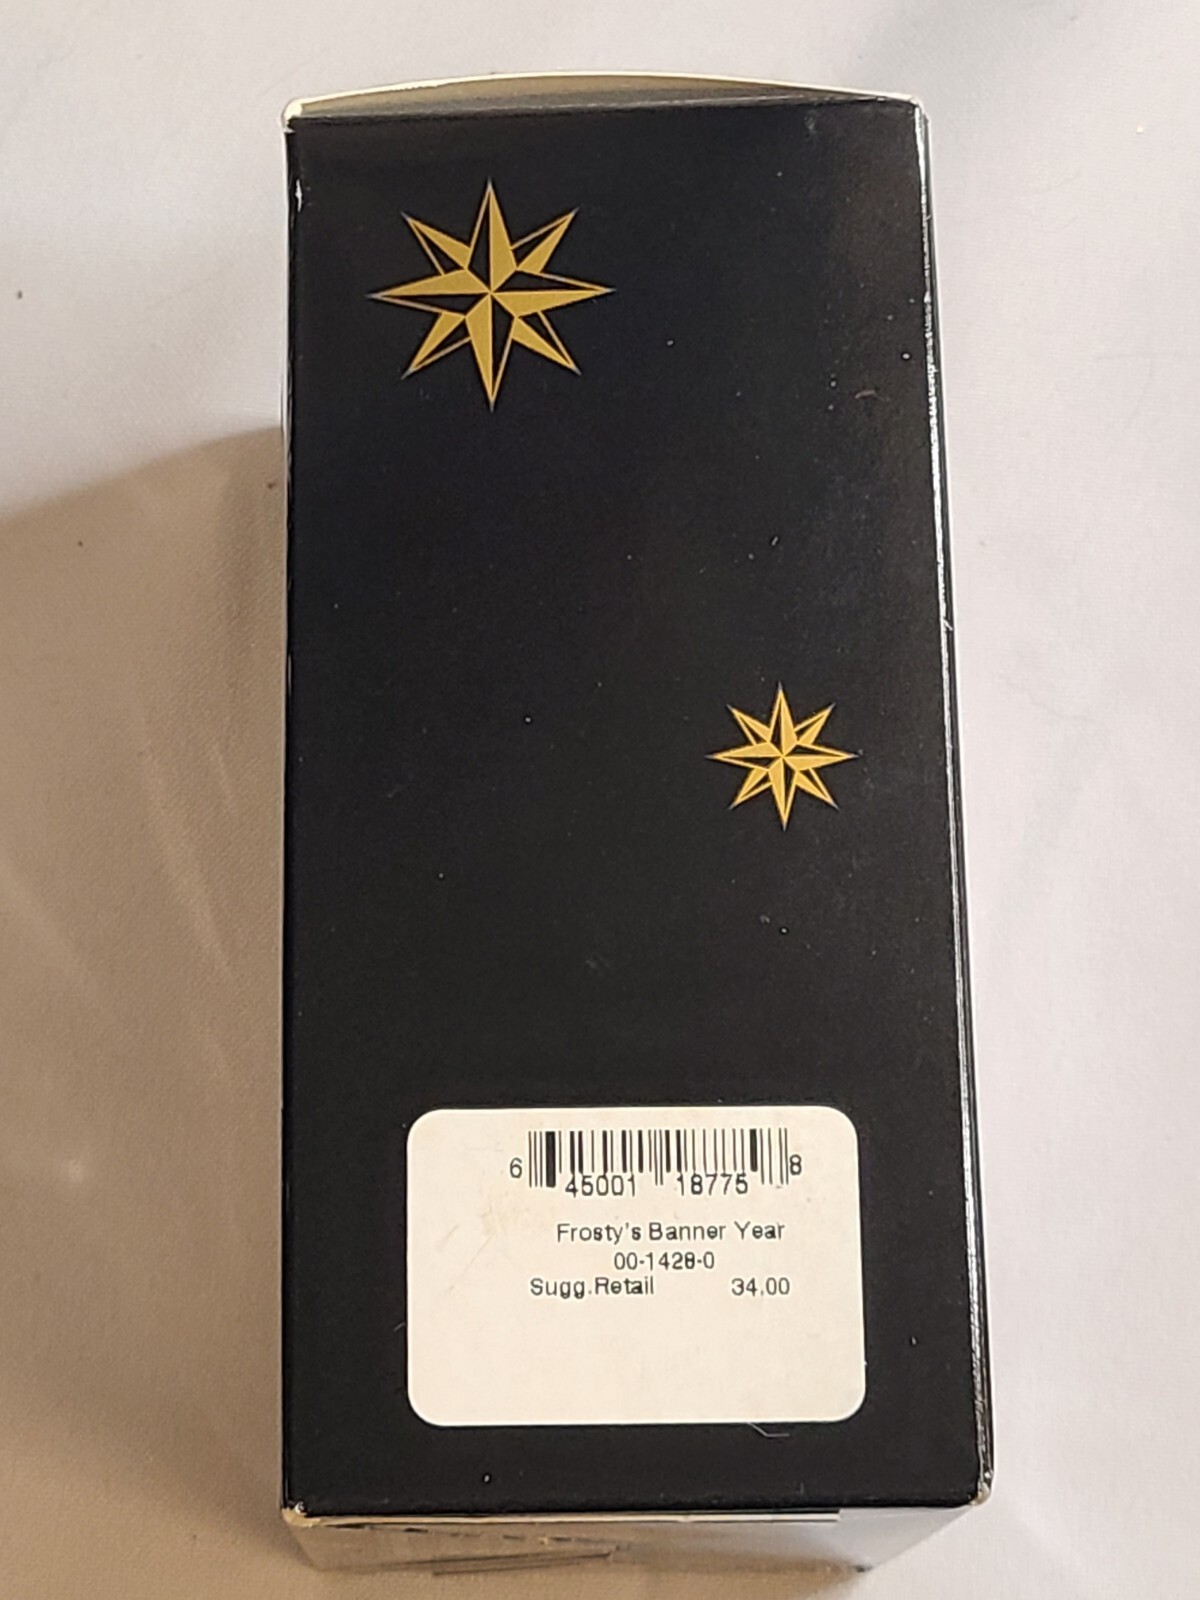 6 45001 18775 8
Frosty's Banner Year
00-1428-0
Sugg.Retail 34.00